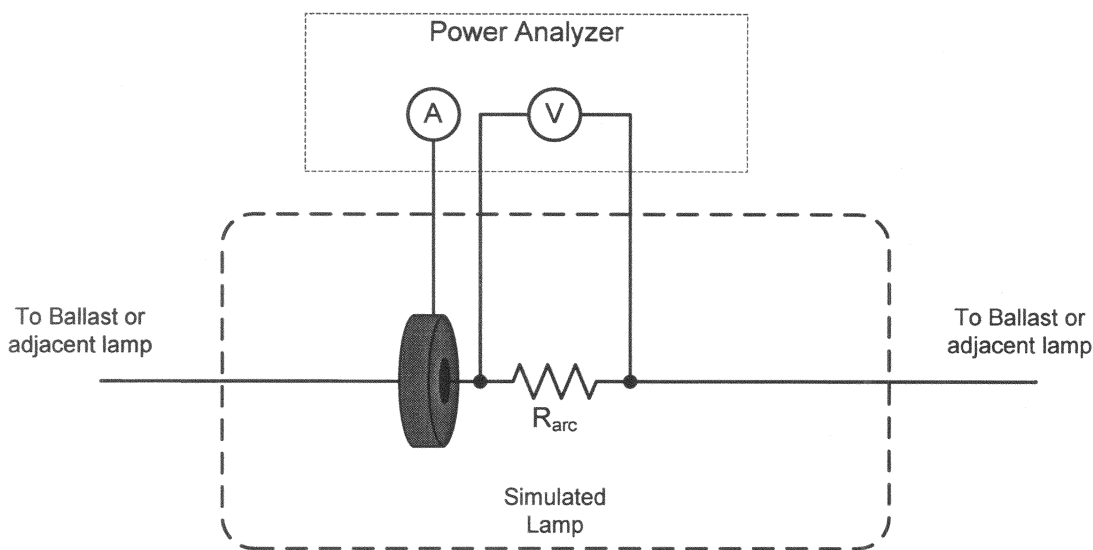 Power Analyzer
A
V
To Ballast or
adjacent lamp
To Ballast or
adjacent lamp
Rarc
Simulated
Lamp